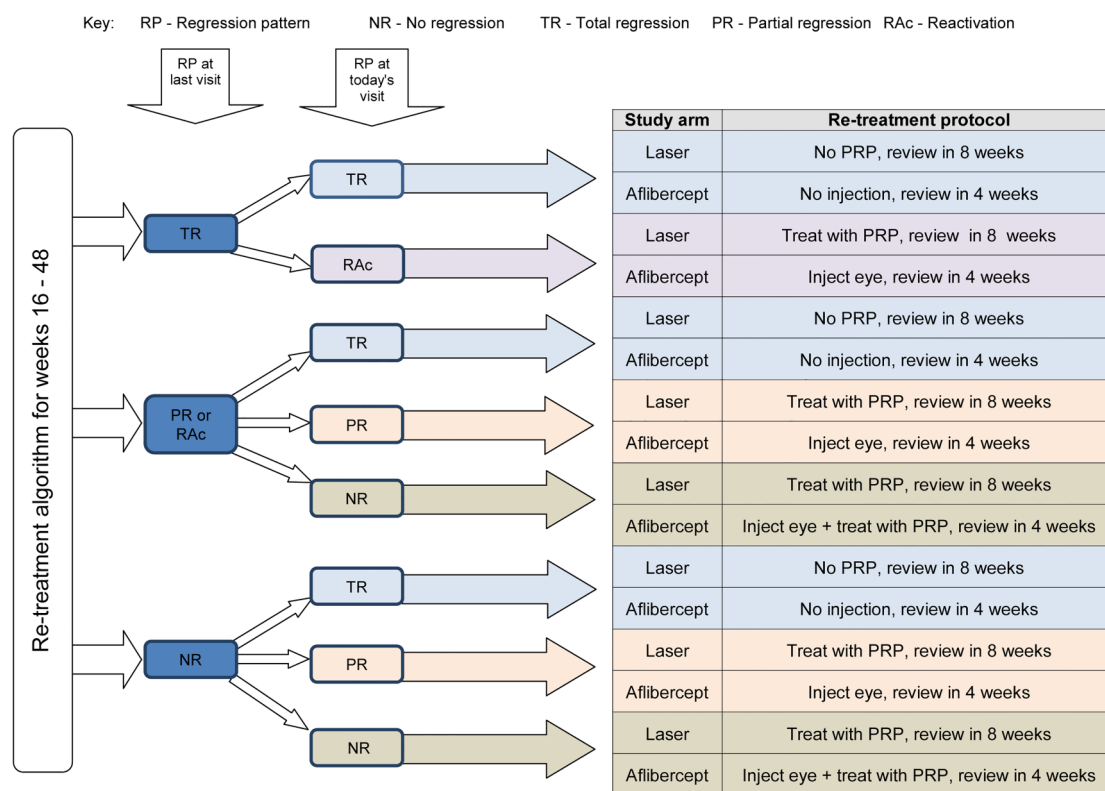 Key: RP - Regression pattern NR - No regression TR - Total regression PR - Partial regression RAc - Reactivation
RP at
last visit
RP at
today's
visit
Re-treatment algorithm for weeks 16 - 48
TR
TR
RAc
PR or
RAc
TR
PR
NR
NR
TR
PR
NR
Study arm Re-treatment protocol
Laser No PRP, review in 8 weeks
Aflibercept No injection, review in 4 weeks
Laser Treat with PRP, review in 8 weeks
Aflibercept Inject eye, review in 4 weeks
Laser No PRP, review in 8 weeks
Aflibercept No injection, review in 4 weeks
Laser Treat with PRP, review in 8 weeks
Aflibercept Inject eye, review in 4 weeks
Laser Treat with PRP, review in 8 weeks
Aflibercept Inject eye + treat with PRP, review in 4 weeks
Laser No PRP, review in 8 weeks
Aflibercept No injection, review in 4 weeks
Laser Treat with PRP, review in 8 weeks
Aflibercept Inject eye, review in 4 weeks
Laser Treat with PRP, review in 8 weeks
Aflibercept Inject eye + treat with PRP, review in 4 weeks